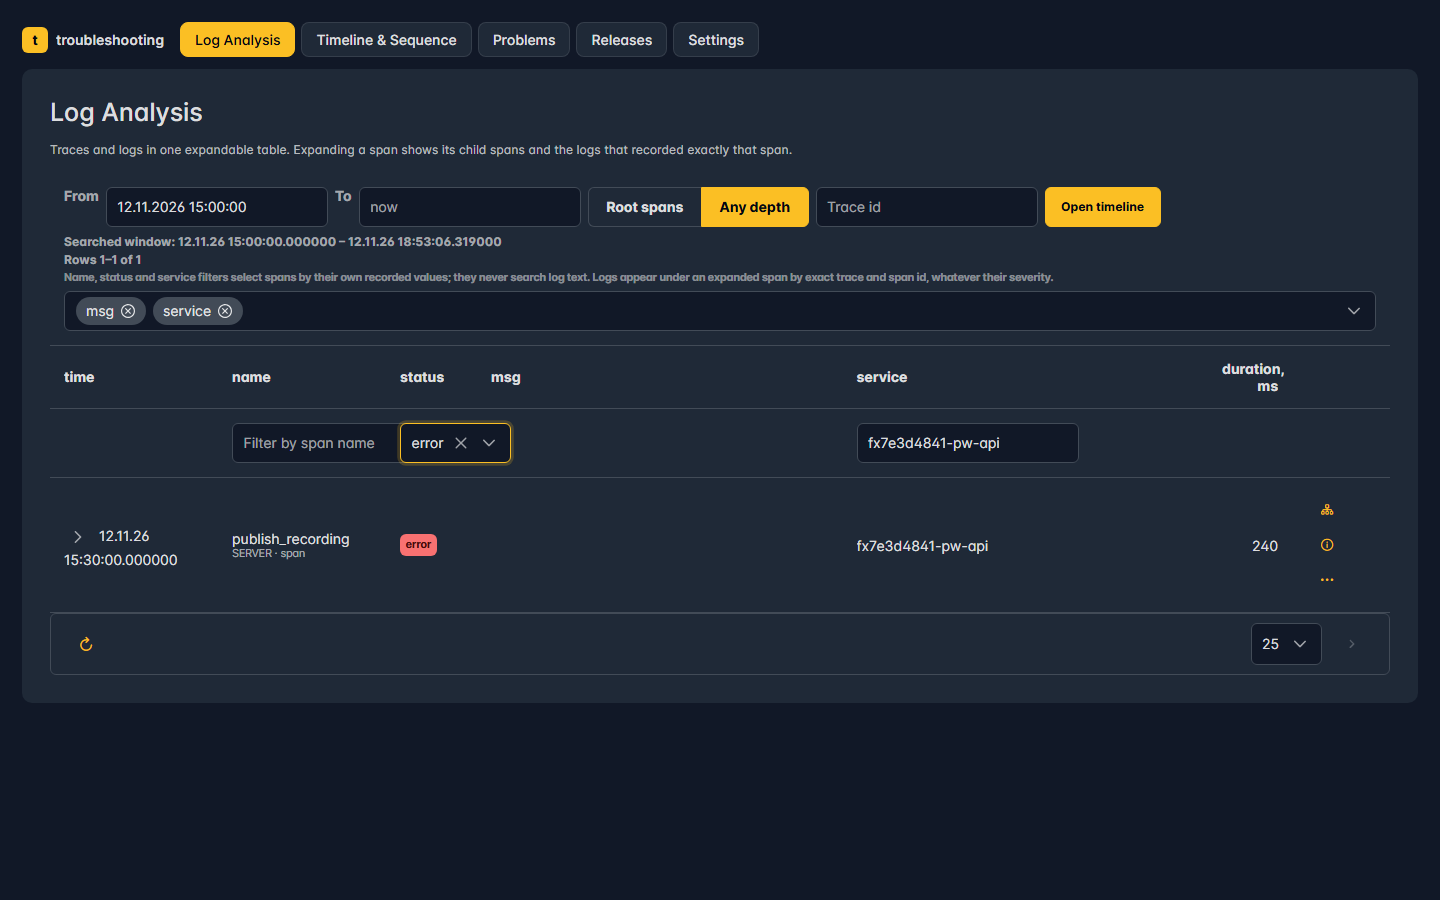 t troubleshooting Log Analysis Timeline & Sequence Problems Releases Settings
Log Analysis
Traces and logs in one expandable table. Expanding a span shows its child spans and the logs that recorded exactly that span.
From 12.11.2026 15:00:00 To now Root spans Any depth Trace id Open timeline
Searched window: 12.11.26 15:00:00.000000 – 12.11.26 18:53:06.319000
Rows 1–1 of 1
Name, status and service filters select spans by their own recorded values; they never search log text. Logs appear under an expanded span by exact trace and span id, whatever their severity.
msg service
time name status msg service duration,
ms
Filter by span name error fx7e3d4841-pw-api
12.11.26
15:30:00.000000
publish_recording
SERVER · span
error
fx7e3d4841-pw-api
240
25